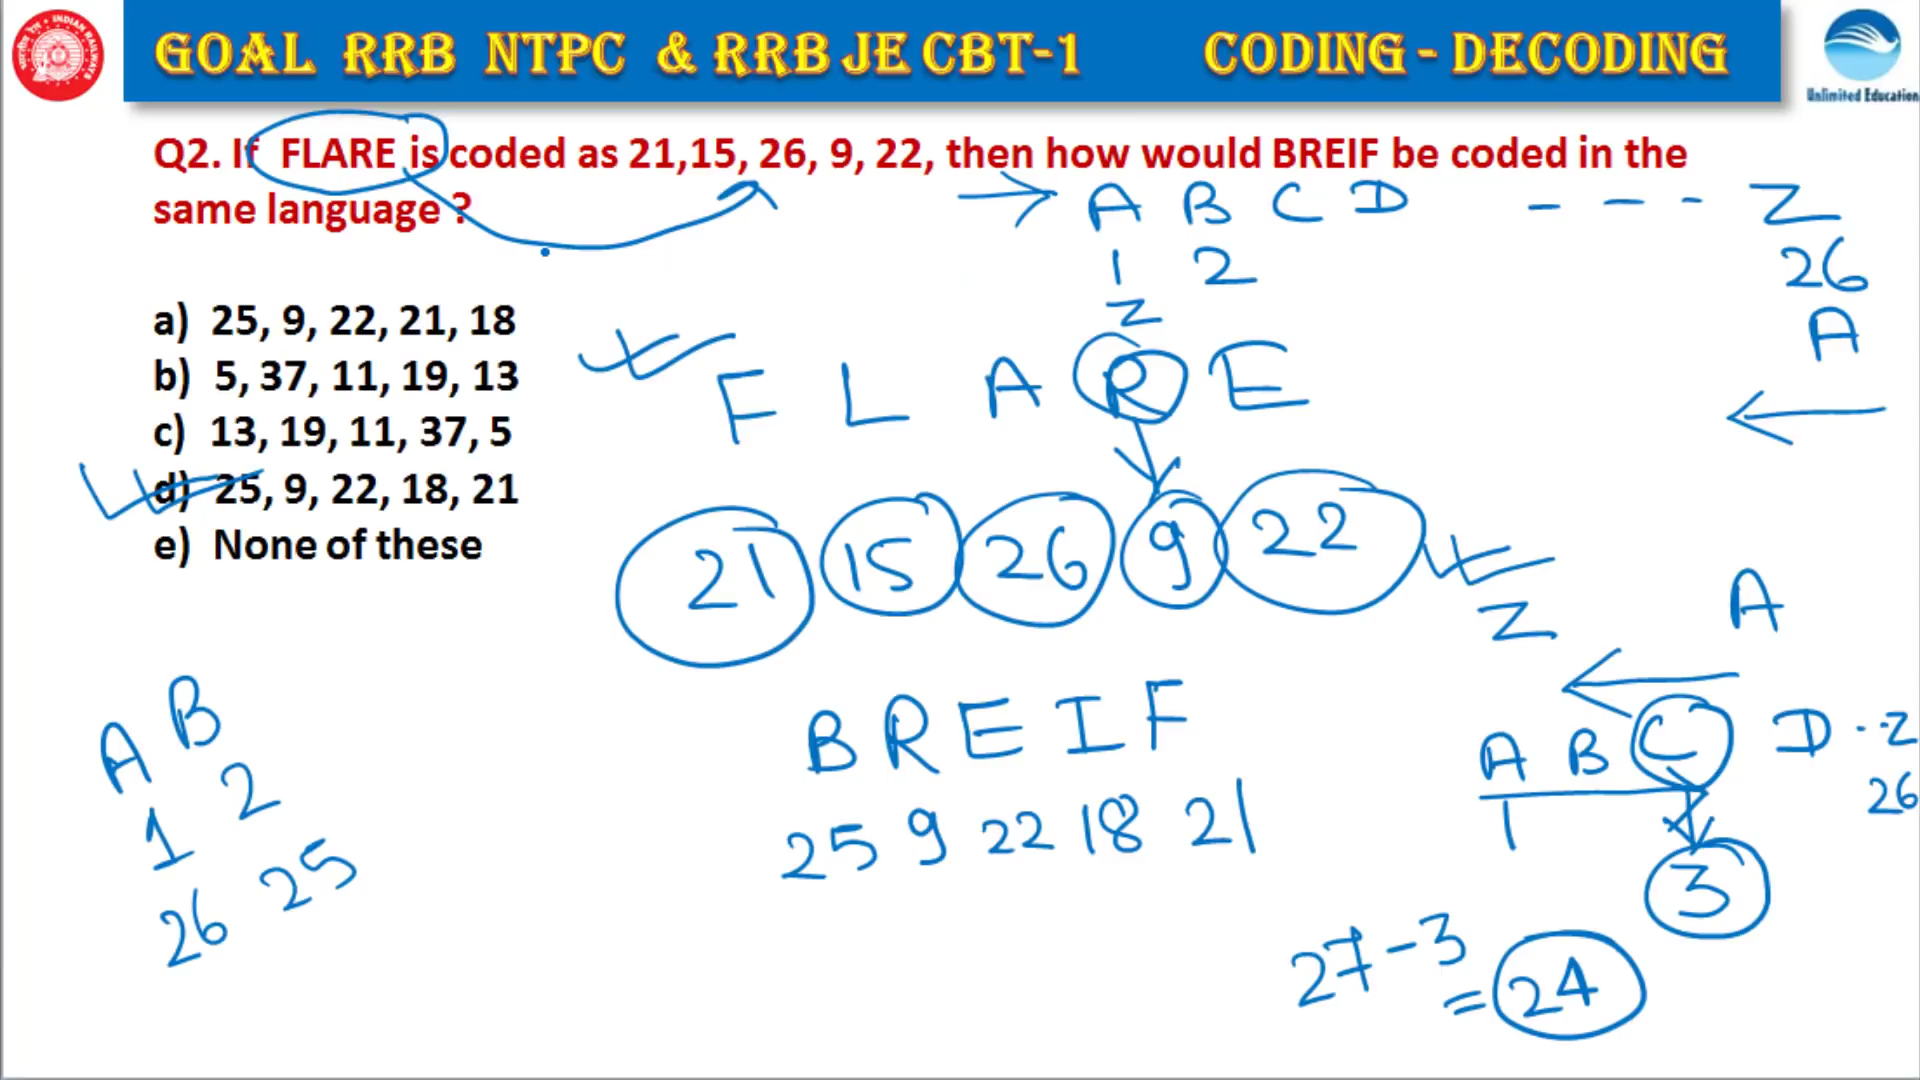 GOAL RRB NTPC & RRB JE CBT-1 CODING - DECODING
Unlimited Education
INDIAN RAILWAYS
Q2. If FLARE is coded as 21,15, 26, 9, 22, then how would BREIF be coded in the
same language ?
A B C D - - - Z
1 2 26
Z A
a) 25, 9, 22, 21, 18
b) 5, 37, 11, 19, 13
c) 13, 19, 11, 37, 5
d) 25, 9, 22, 18, 21
e) None of these
F L A R E
21 15 26 9 22
Z A
B R E I F
25 9 22 18 21
A B C D - - Z
1 26
3
27 - 3
= 24
A B
1 2
26 25